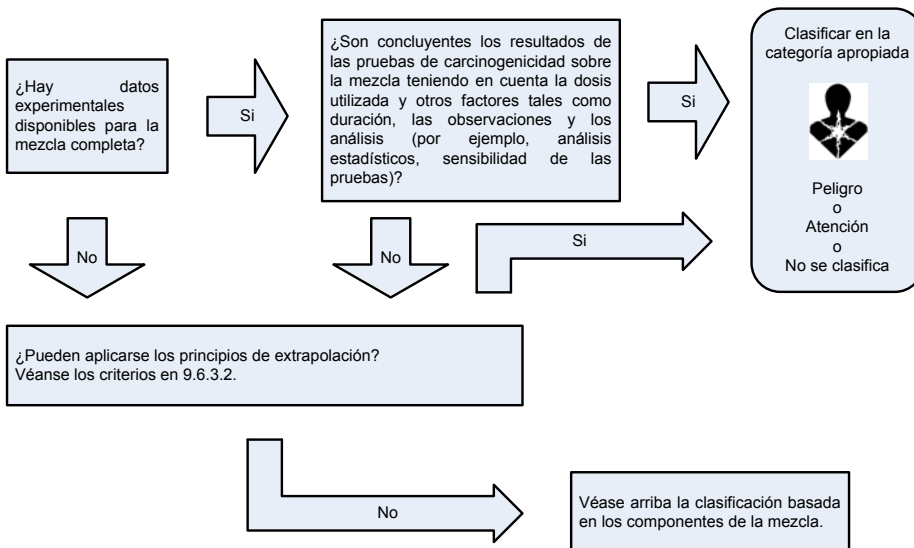 ¿Hay datos
experimentales
disponibles para la
mezcla completa?
Si
¿Son concluyentes los resultados de
las pruebas de carcinogenicidad sobre
la mezcla teniendo en cuenta la dosis
utilizada y otros factores tales como
duración, las observaciones y los
análisis (por ejemplo, análisis
estadísticos, sensibilidad de las
pruebas)?
Si
Clasificar en la
categoría apropiada
Peligro
o
Atención
o
No se clasifica
No
No
Si
¿Pueden aplicarse los principios de extrapolación?
Véanse los criterios en 9.6.3.2.
No
Véase arriba la clasificación basada
en los componentes de la mezcla.